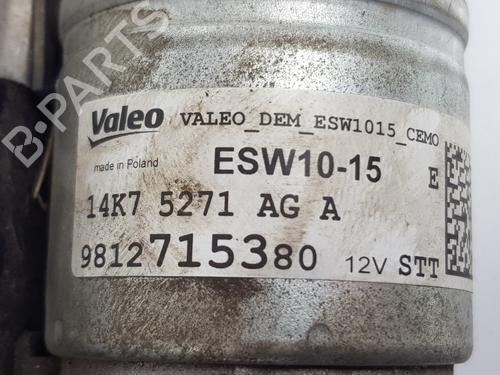 B-PARTS
Valeo VALEO_DEM_ESW1015_CEMO
made in Poland ESW10-15 E
14K7 5271 AG A
9812715380 12V STT